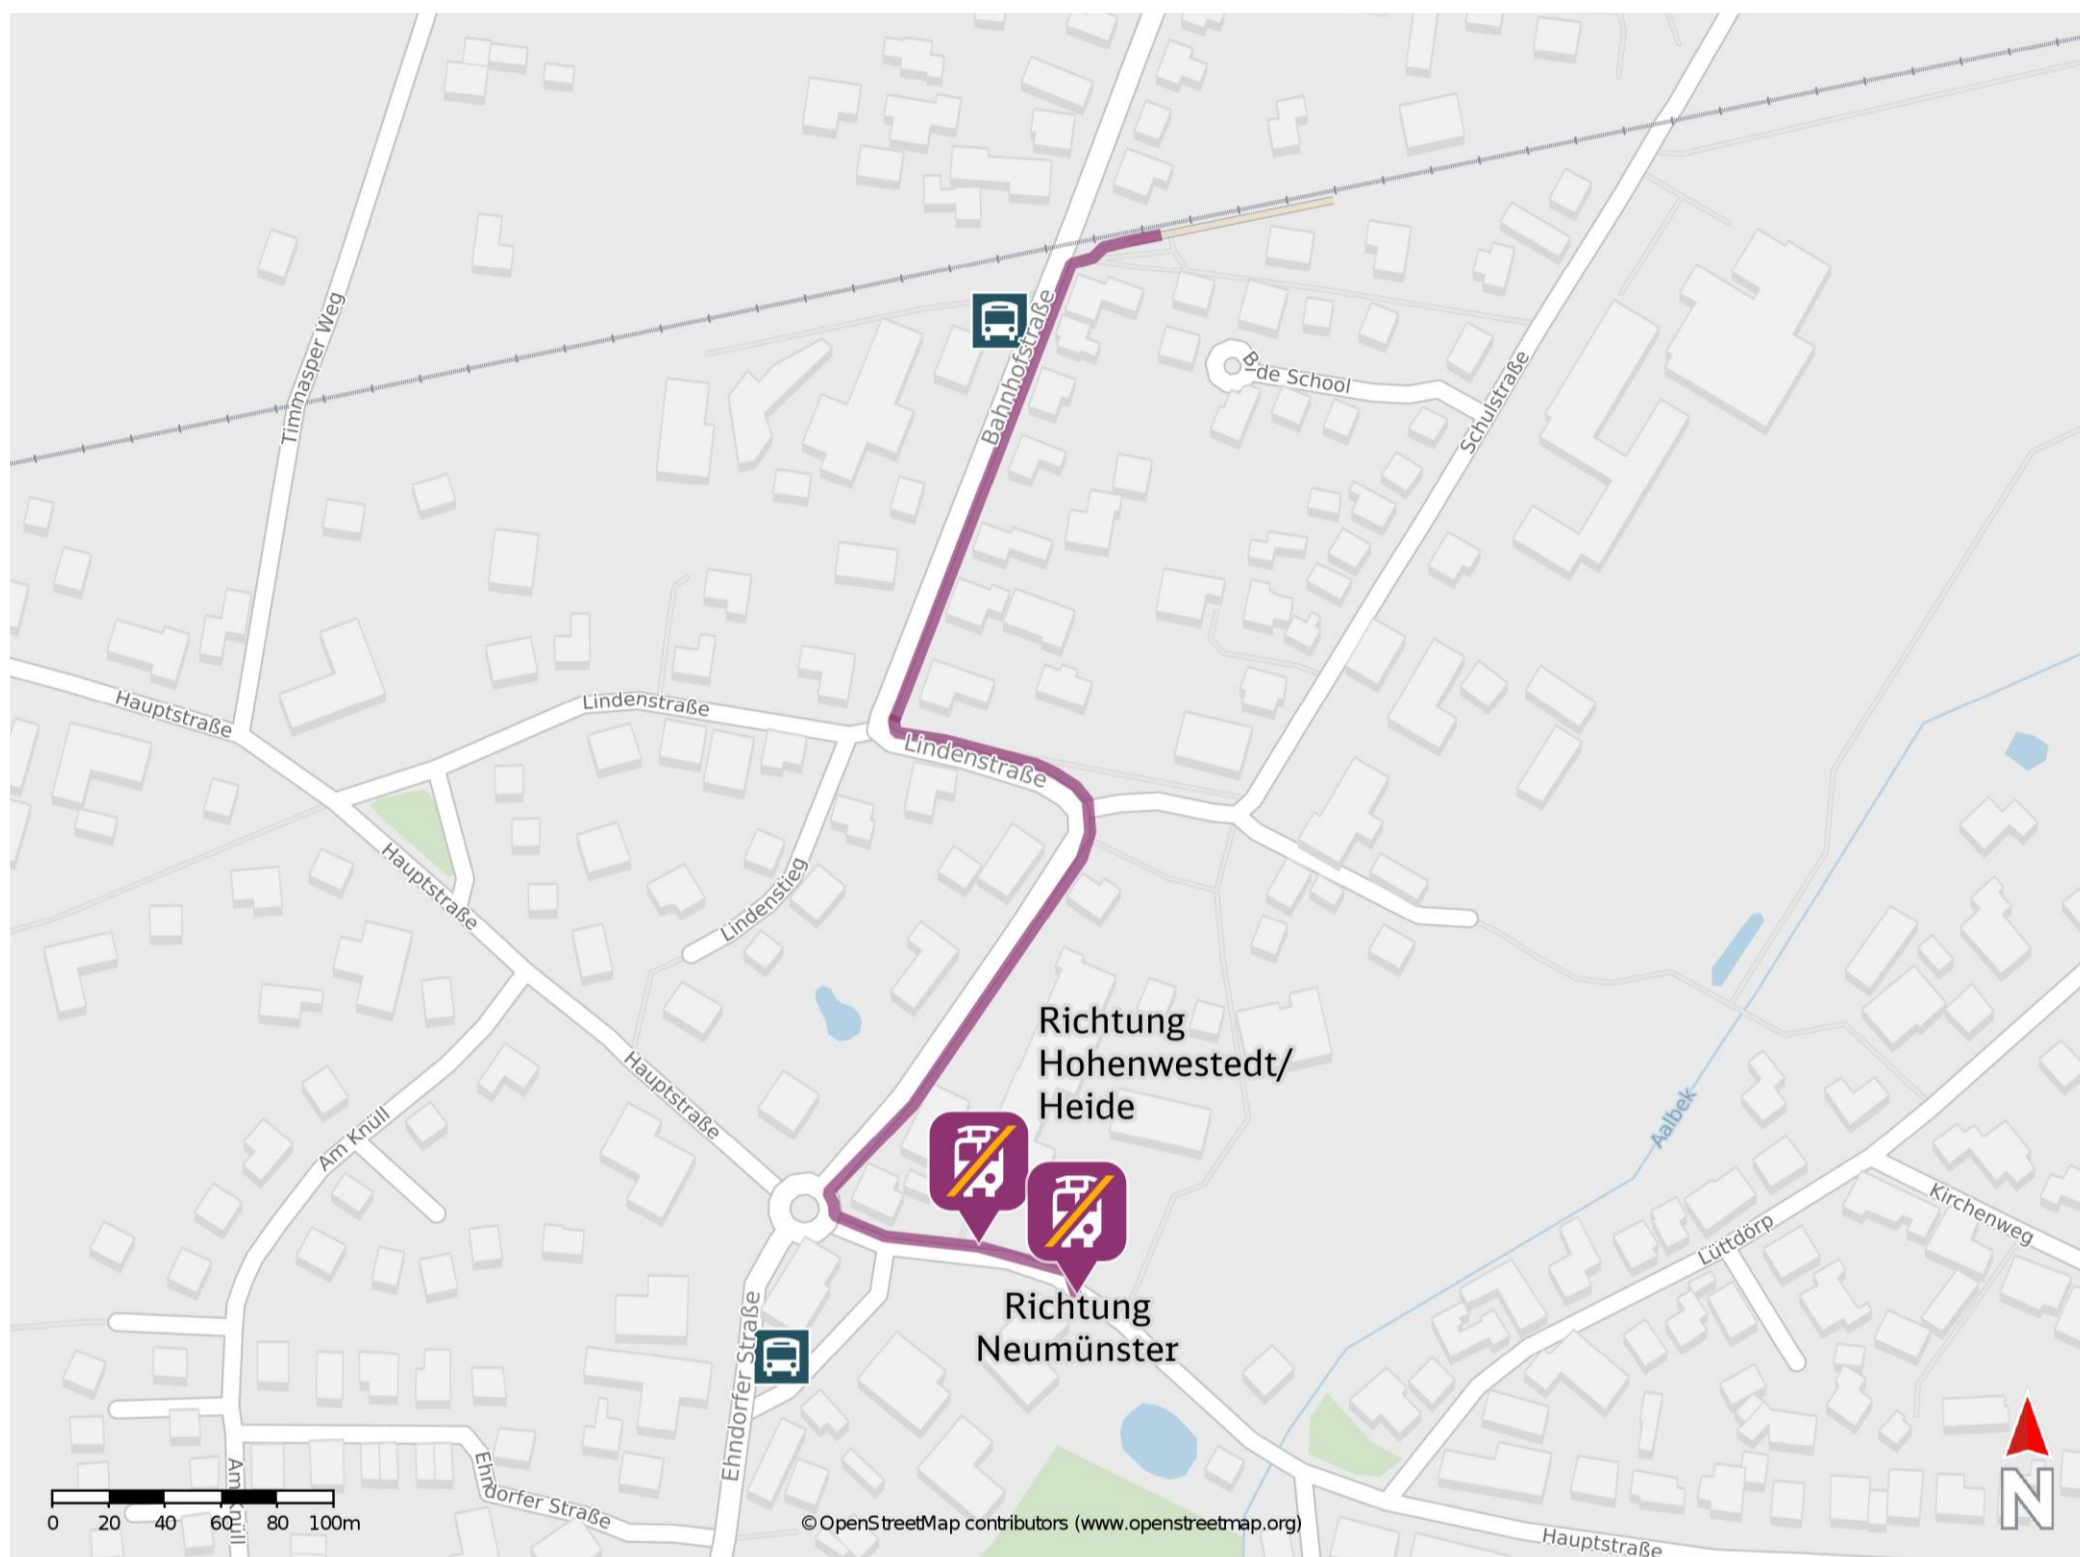 Timmasper Weg
Bahnhofstraße
B-de School
Schulstraße
Hauptstraße
Lindenstraße
Lindenstraße
Hauptstraße
Lindenstieg
Richtung
Hohenwestedt/
Heide
Hauptstraße
Am Knüll
Aalbek
Kirchenweg
Lüttdörp
Richtung
Neumünster
Ehndorfer Straße
Am Knüll
Ehndorfer Straße
0 20 40 60 80 100m
©OpenStreetMap contributors (www.openstreetmap.org)
N
Hauptstraße